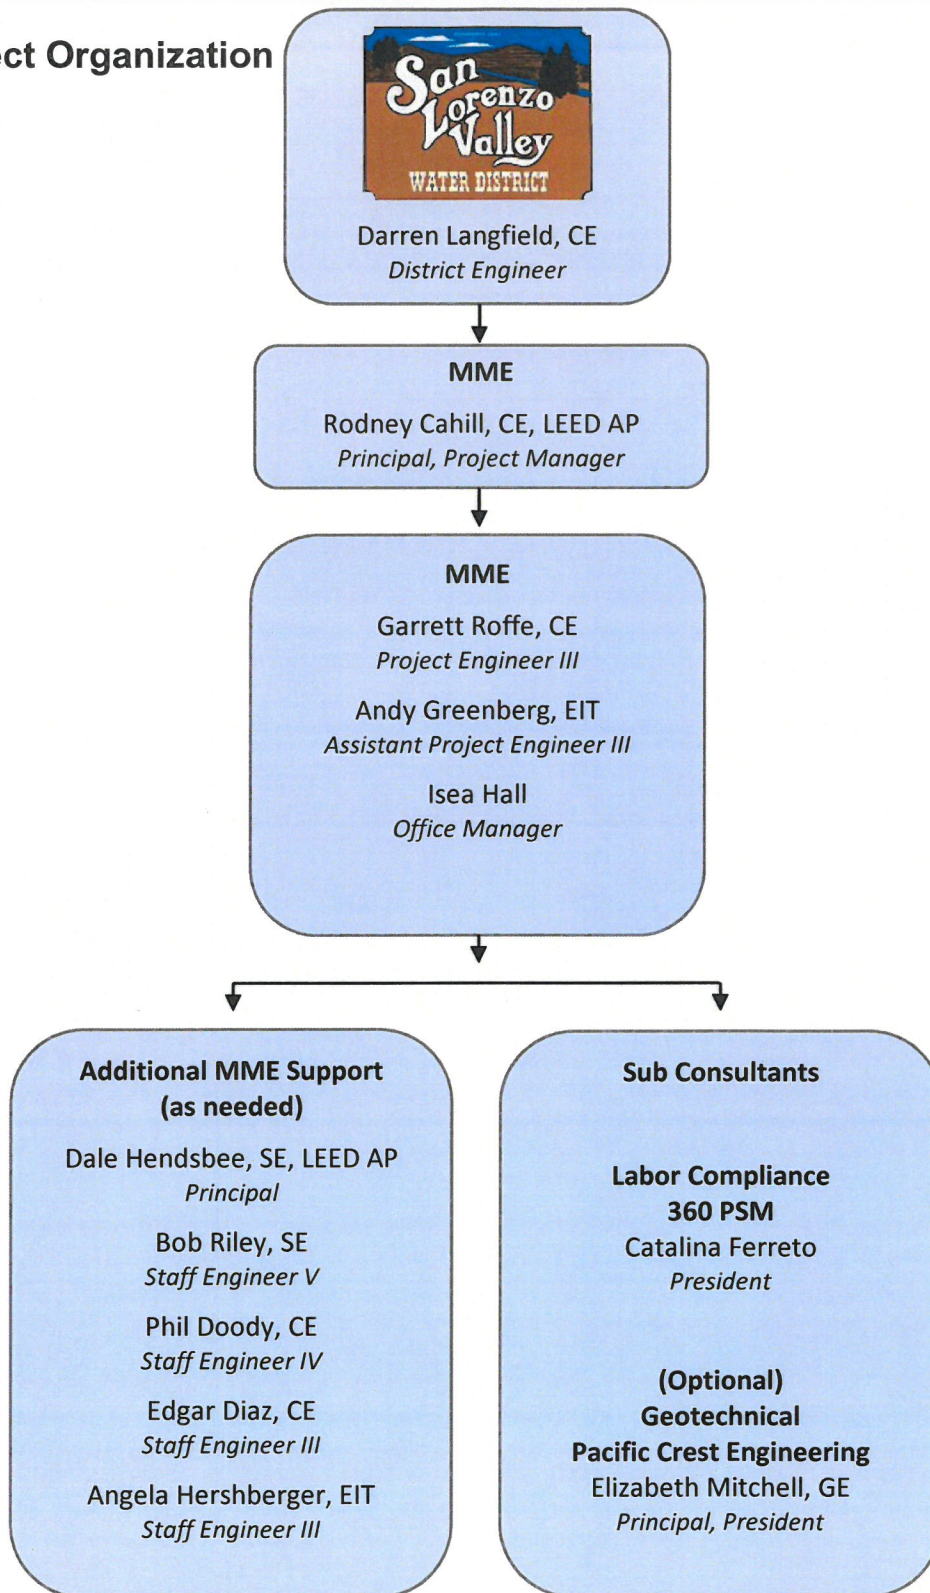 ect Organization
San
Lorenzo
Valley
WATER DISTRICT
Darren Langfield, CE
District Engineer
MME
Rodney Cahill, CE, LEED AP
Principal, Project Manager
MME
Garrett Roffe, CE
Project Engineer III
Andy Greenberg, EIT
Assistant Project Engineer III
Isea Hall
Office Manager
Additional MME Support
(as needed)
Dale Hendsbee, SE, LEED AP
Principal
Bob Riley, SE
Staff Engineer V
Phil Doody, CE
Staff Engineer IV
Edgar Diaz, CE
Staff Engineer III
Angela Hershberger, EIT
Staff Engineer III
Sub Consultants
Labor Compliance
360 PSM
Catalina Ferreto
President
(Optional)
Geotechnical
Pacific Crest Engineering
Elizabeth Mitchell, GE
Principal, President